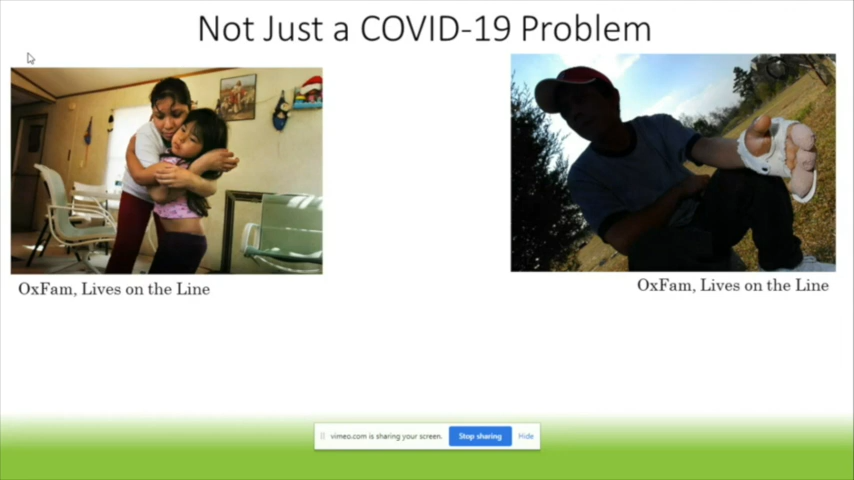 Not Just a COVID-19 Problem
OxFam, Lives on the Line
OxFam, Lives on the Line
vimeo.com is sharing your screen.
Stop sharing
Hide